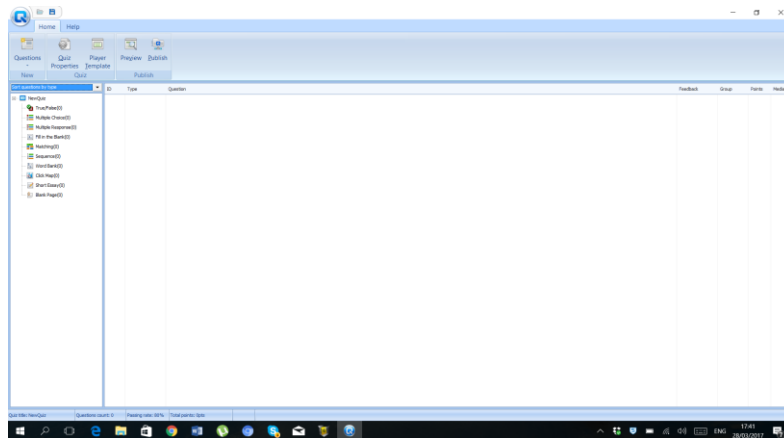 Home Help
Questions Quiz Properties Player Template Preview Publish
New Quiz Publish
Sort questions by type
ID Type Question Feedback Group Points Media
NewQuiz
True/False(0)
Multiple Choice(0)
Multiple Response(0)
Fill in the Blank(0)
Matching(0)
Sequence(0)
Word Bank(0)
Click Map(0)
Short Essay(0)
Blank Page(0)
Quiz title: NewQuiz Questions count: 0 Passing rate: 80% Total points: 0pts
ENG 17:41
28/03/2017